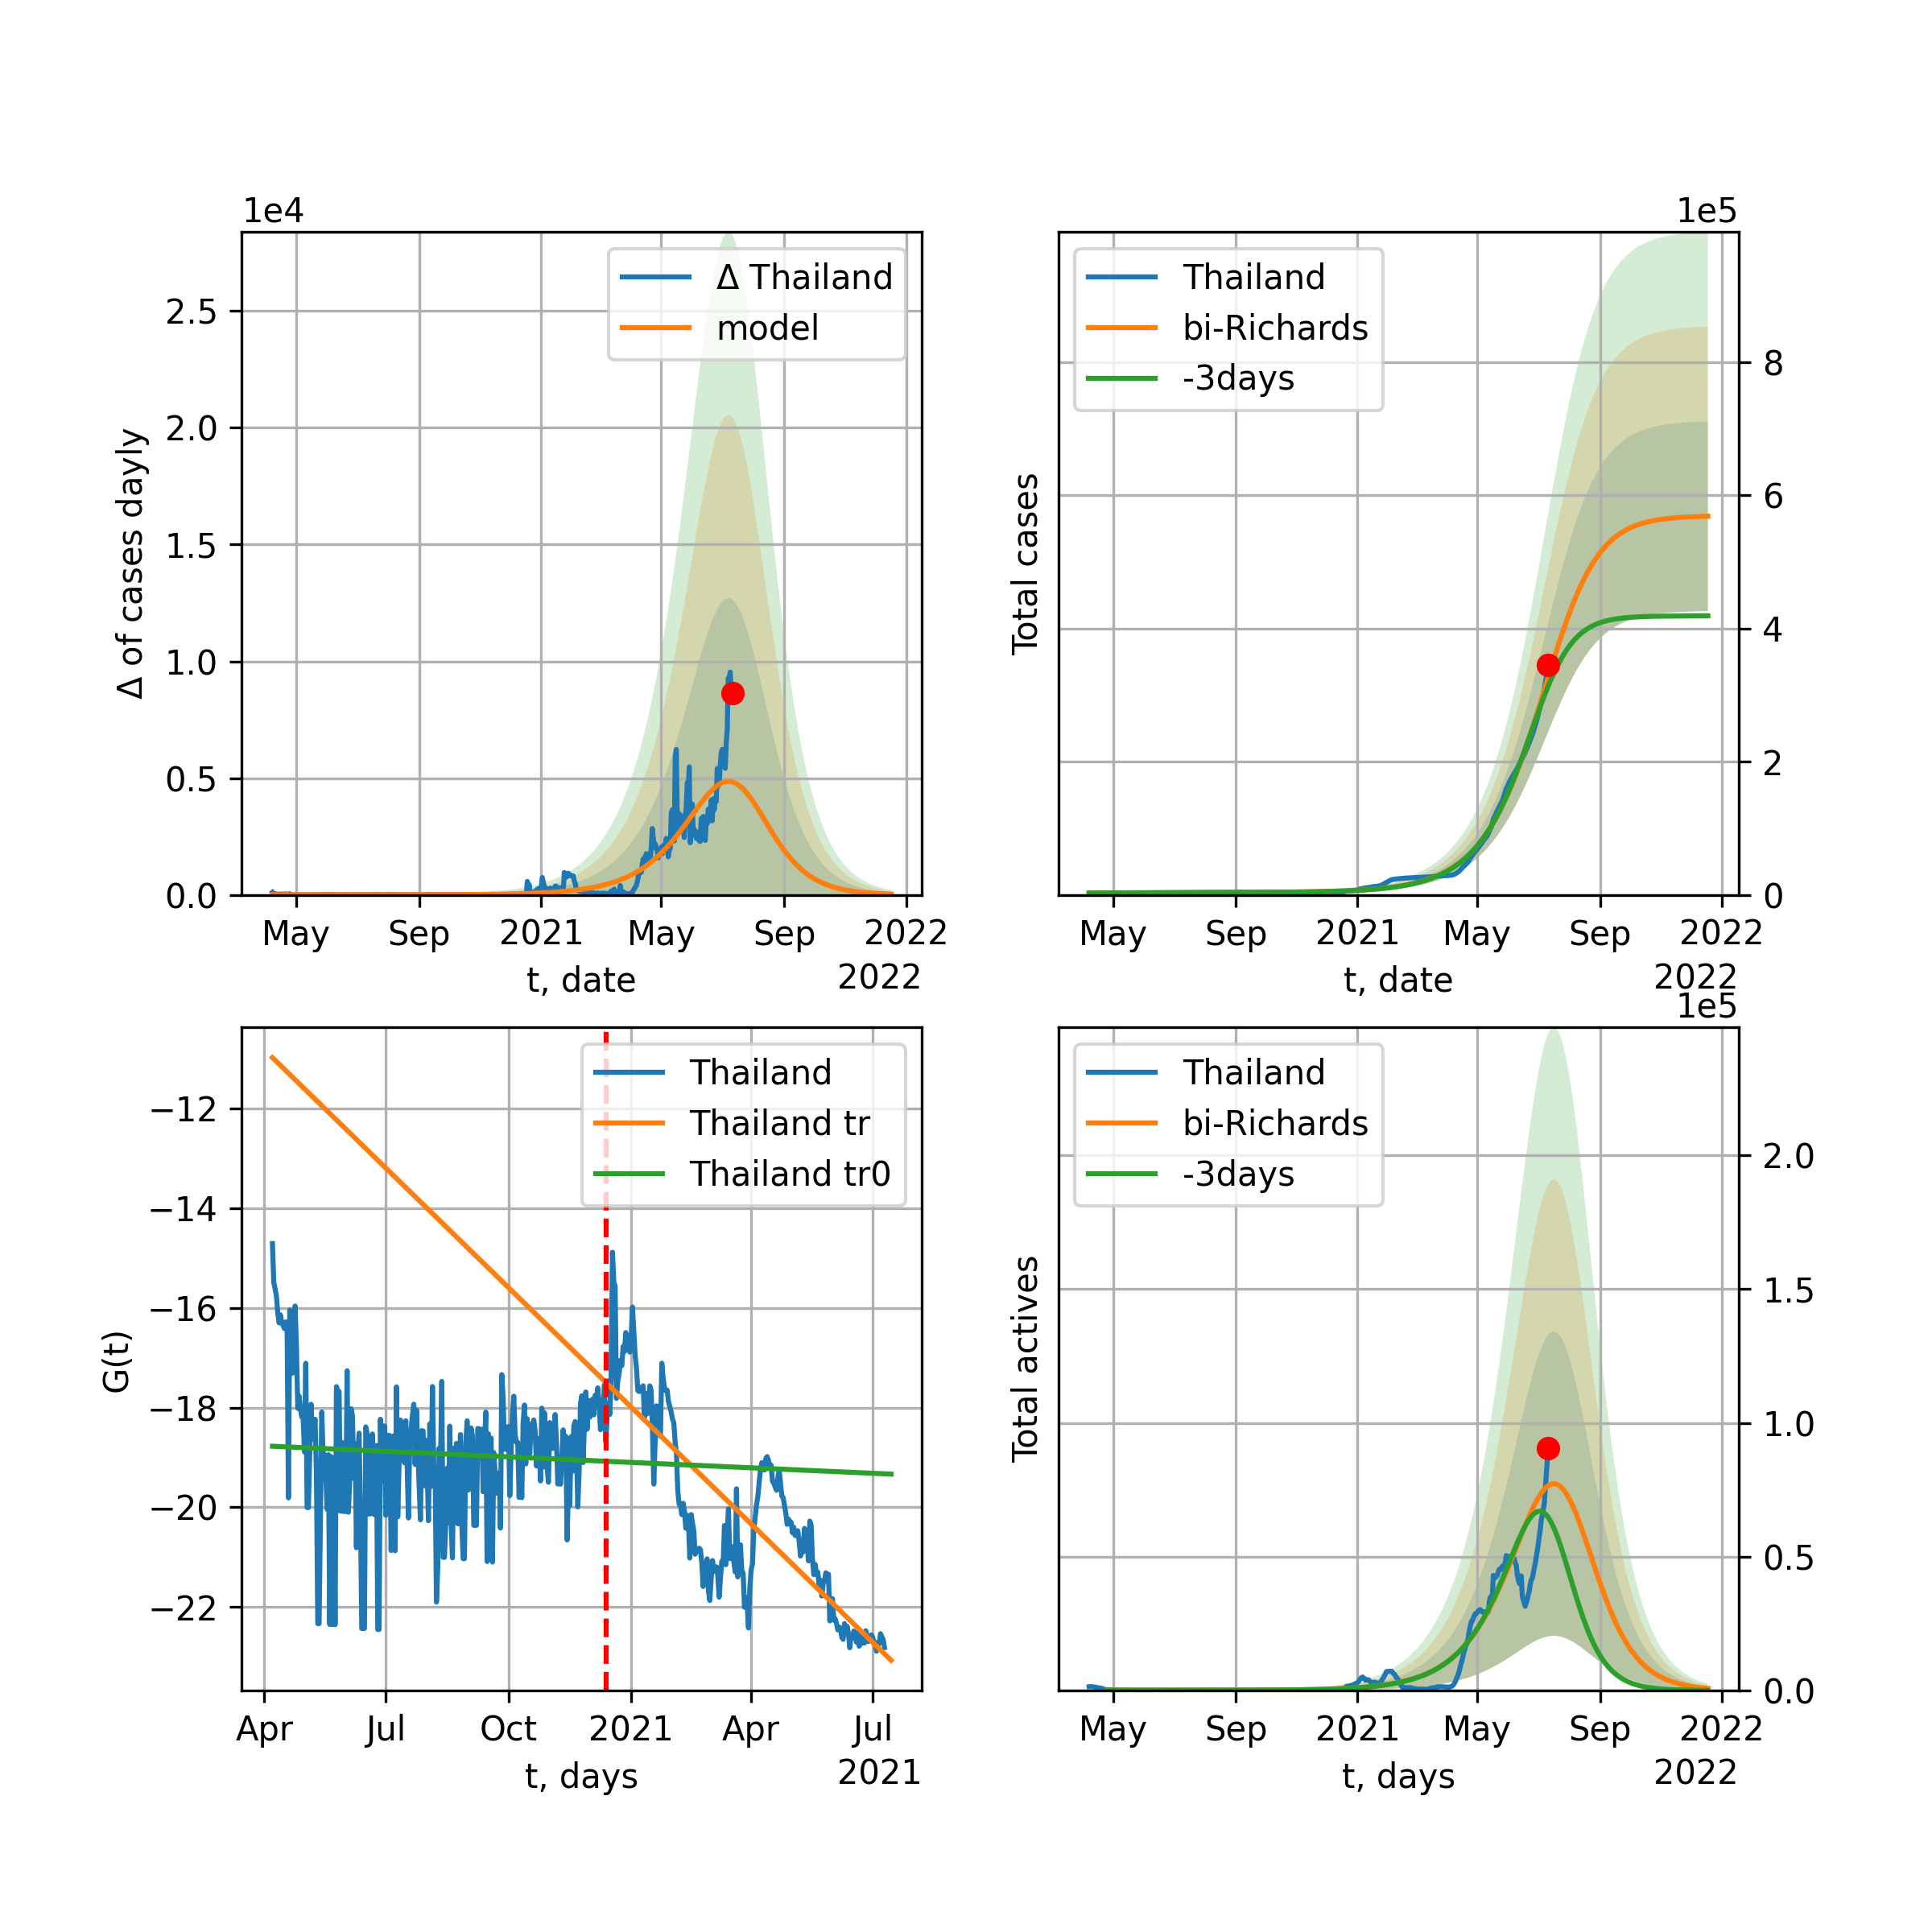 1e4
Δ of cases dayly
2.5
2.0
1.5
1.0
0.5
0.0
Δ Thailand
model
May Sep 2021 May Sep 2022
t, date
2022
1e5
Total cases
Thailand
bi-Richards
-3days
8
6
4
2
0
May Sep 2021 May Sep 2022
t, date
2022
G(t)
−12
−14
−16
−18
−20
−22
Thailand
Thailand tr
Thailand tr0
Apr Jul Oct 2021 Apr Jul
t, days
2021
1e5
Total actives
Thailand
bi-Richards
-3days
2.0
1.5
1.0
0.5
0.0
May Sep 2021 May Sep 2022
t, days
2022